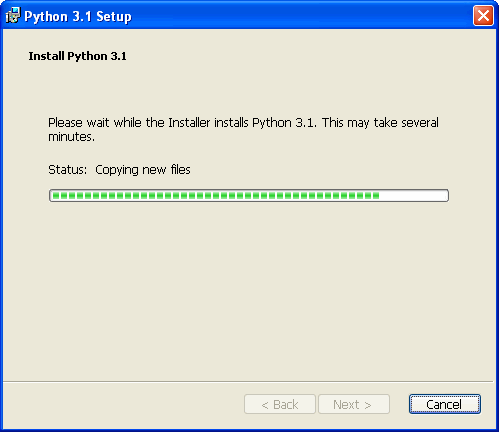 Python 3.1 Setup
Install Python 3.1
Please wait while the Installer installs Python 3.1. This may take several
minutes.
Status: Copying new files
< Back Next > Cancel